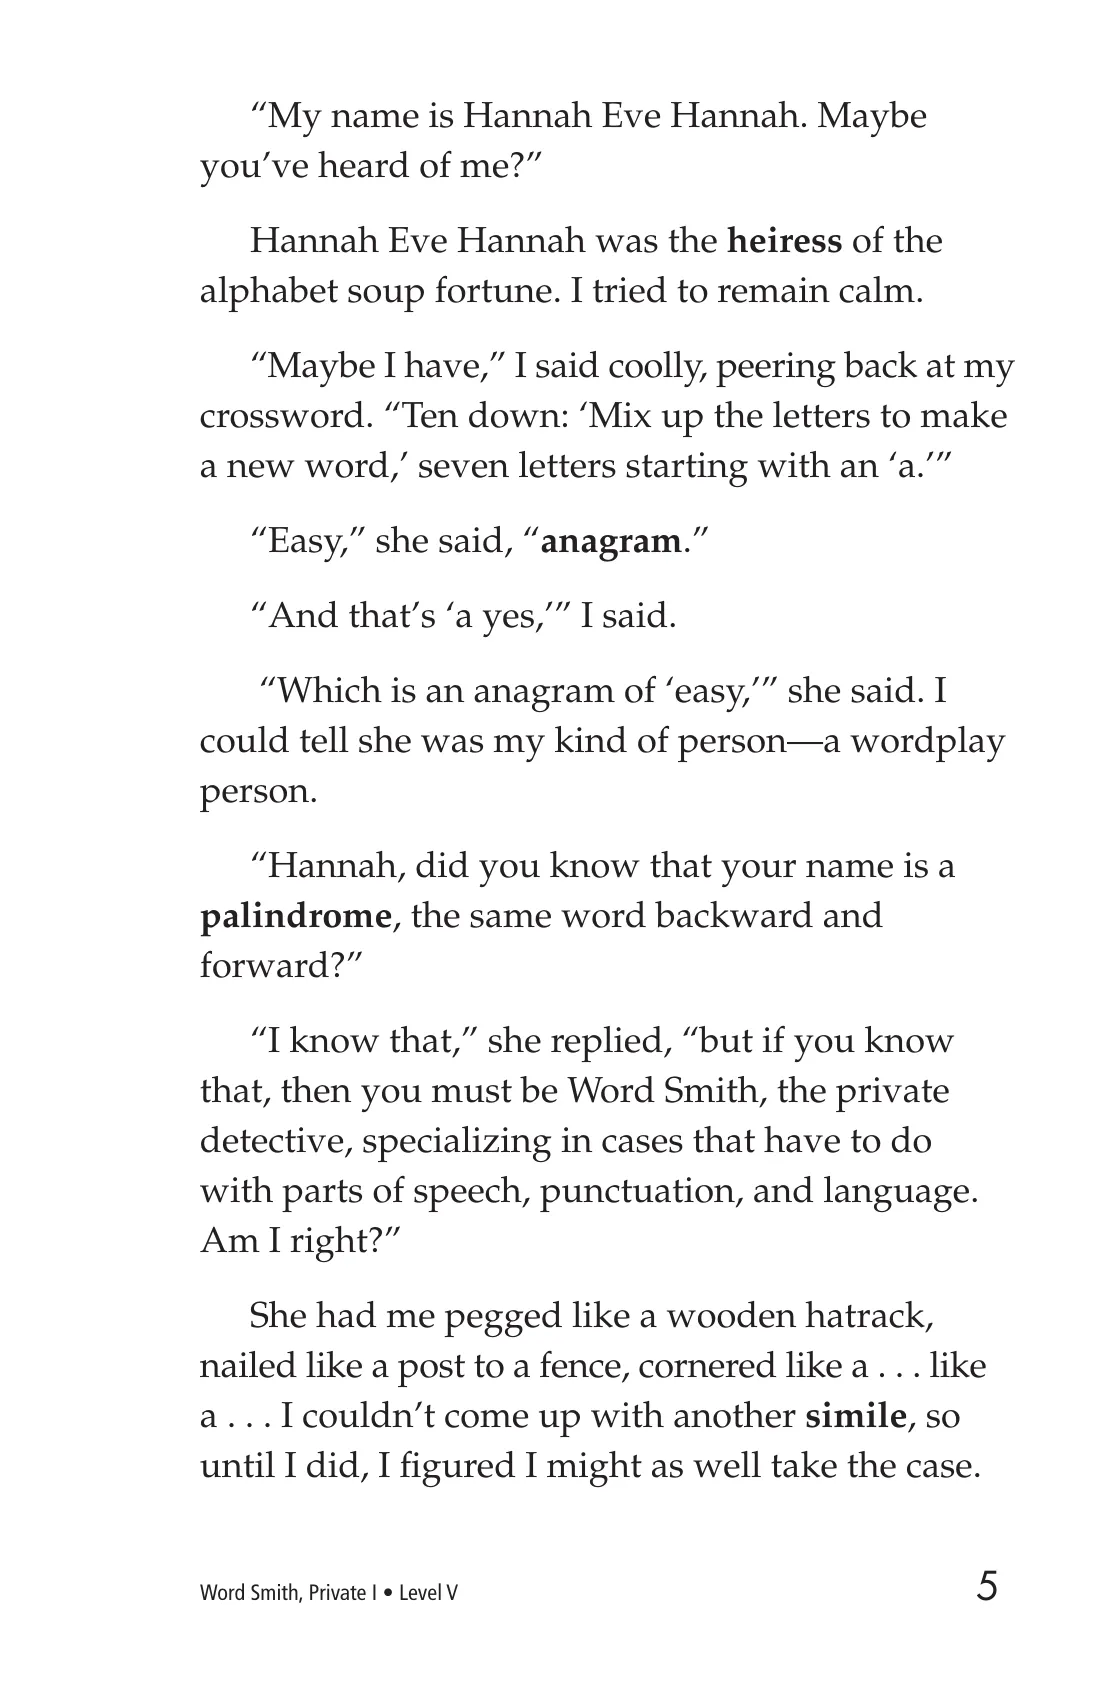 “My name is Hannah Eve Hannah. Maybe
you’ve heard of me?”
Hannah Eve Hannah was the heiress of the
alphabet soup fortune. I tried to remain calm.
“Maybe I have,” I said coolly, peering back at my
crossword. “Ten down: ‘Mix up the letters to make
a new word,’ seven letters starting with an ‘a.’”
“Easy,” she said, “anagram.”
“And that’s ‘a yes,’” I said.
“Which is an anagram of ‘easy,’” she said. I
could tell she was my kind of person—a wordplay
person.
“Hannah, did you know that your name is a
palindrome, the same word backward and
forward?”
“I know that,” she replied, “but if you know
that, then you must be Word Smith, the private
detective, specializing in cases that have to do
with parts of speech, punctuation, and language.
Am I right?”
She had me pegged like a wooden hatrack,
nailed like a post to a fence, cornered like a . . . like
a . . . I couldn’t come up with another simile, so
until I did, I figured I might as well take the case.
Word Smith, Private I • Level V
5